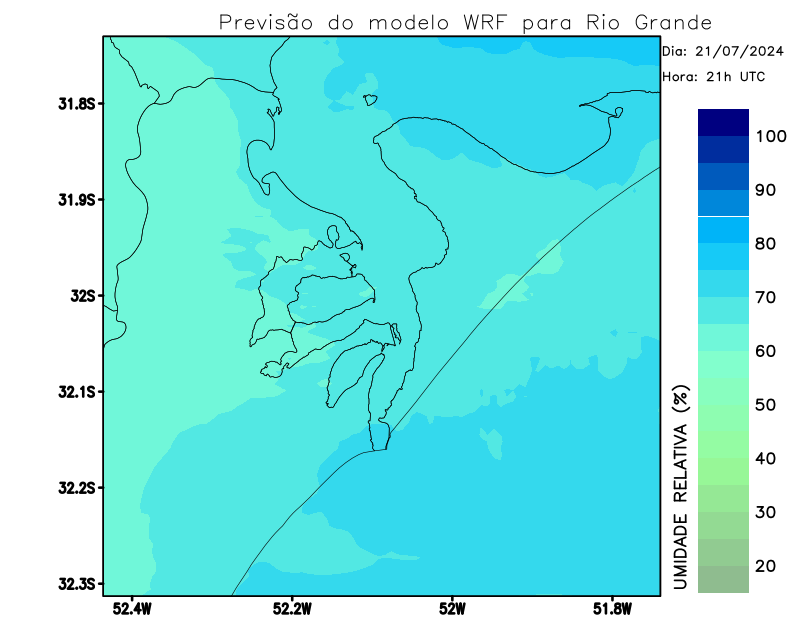 Previsão do modelo WRF para Rio Grande
Dia: 21/07/2024
Hora: 21h UTC
31.8S
31.9S
32S
32.1S
32.2S
32.3S
52.4W
52.2W
52W
51.8W
100
90
80
70
60
50
40
30
20
UMIDADE RELATIVA (%)